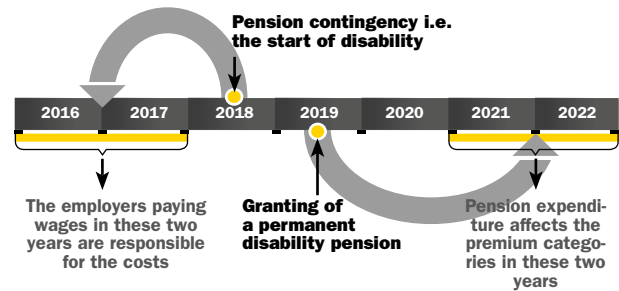 Pension contingency i.e.
the start of disability
2016 2017 2018 2019 2020 2021 2022
The employers paying
wages in these two
years are responsible
for the costs
Granting of
a permanent
disability pension
Pension expendi-
ture affects the
premium catego-
ries in these two
years